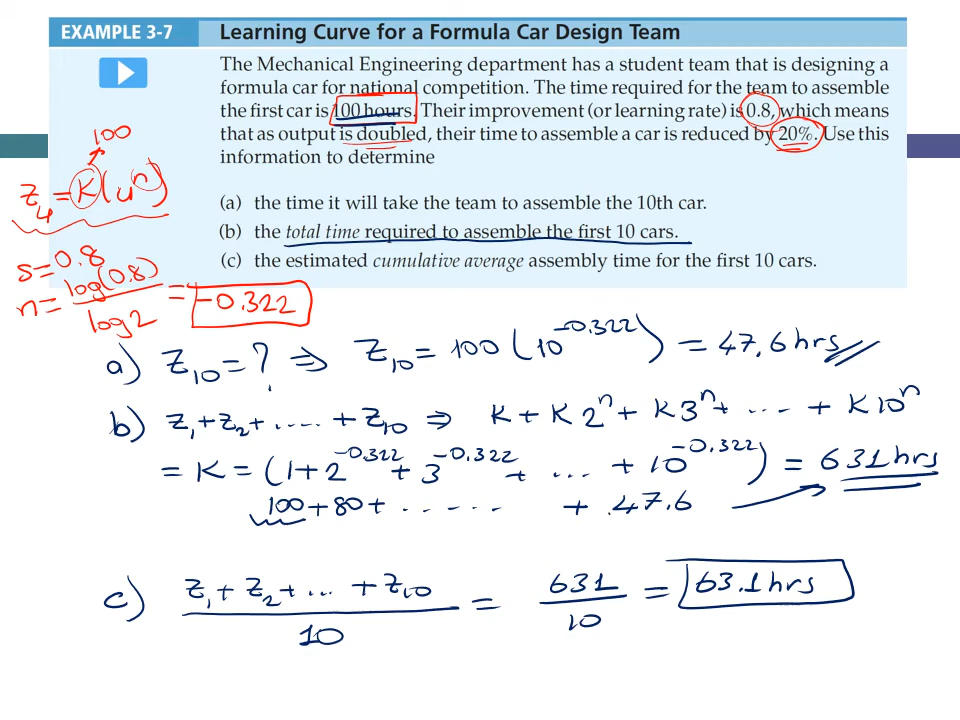 EXAMPLE 3-7 Learning Curve for a Formula Car Design Team
The Mechanical Engineering department has a student team that is designing a
formula car for national competition. The time required for the team to assemble
the first car is 100 hours. Their improvement (or learning rate) is 0.8, which means
that as output is doubled, their time to assemble a car is reduced by 20%. Use this
information to determine
(a) the time it will take the team to assemble the 10th car.
(b) the total time required to assemble the first 10 cars.
(c) the estimated cumulative average assembly time for the first 10 cars.
100
Z_u = K(u^n)
s = 0.8
n = log(0.8) / log 2 = -0.322
a) Z_10 = ? ⇒ Z_10 = 100 (10^-0.322) = 47.6 hrs
b) Z_1 + Z_2 + ..... + Z_10 ⇒ K + K2^n + K3^n + ... + K10^n
= K = (1 + 2^-0.322 + 3^-0.322 + ... + 10^-0.322) = 631 hrs
100 + 80 + ...... + 47.6
c) Z_1 + Z_2 + ... + Z_10 / 10 = 631 / 10 = 63.1 hrs